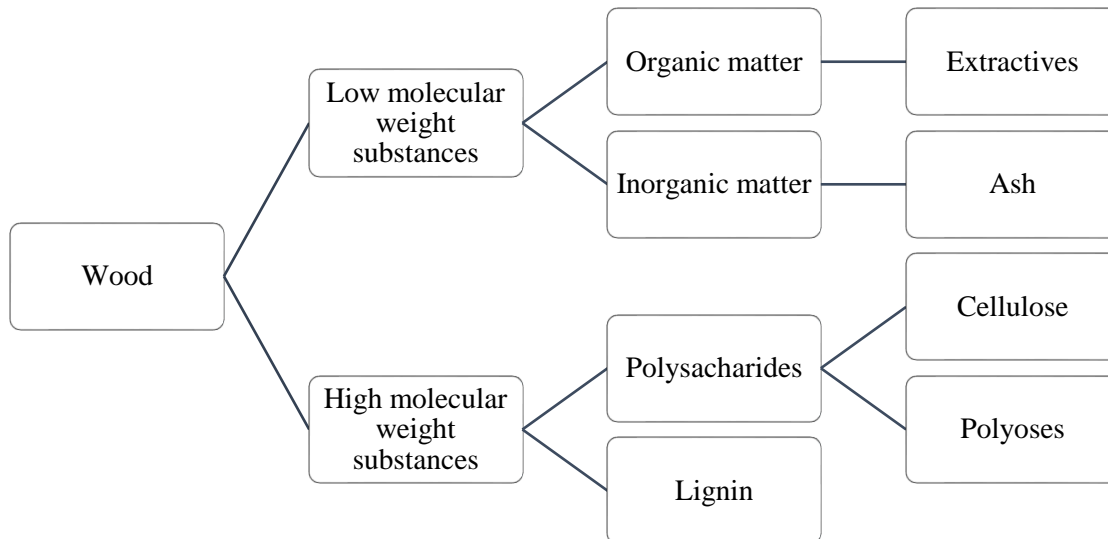 Wood
Low molecular
weight
substances
Organic matter
Extractives
Inorganic matter
Ash
High molecular
weight
substances
Polysacharides
Cellulose
Polyoses
Lignin